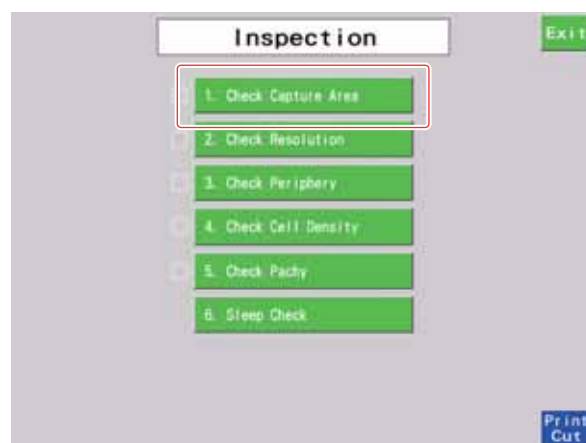 Inspection
Exit
1. Check Capture Area
2. Check Resolution
3. Check Periphery
4. Check Cell Density
5. Check Pachy
6. Sleep Check
Print
Cut